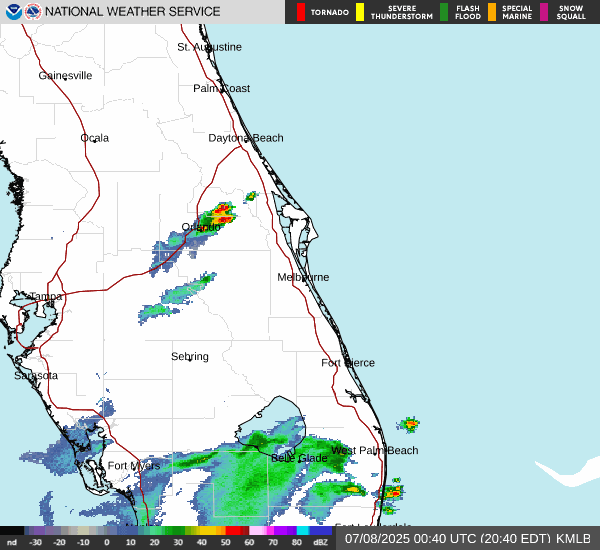 NATIONAL WEATHER SERVICE
TORNADO
SEVERE THUNDERSTORM
FLASH FLOOD
SPECIAL MARINE
SNOW SQUALL
St. Augustine
Gainesville
Palm Coast
Ocala
Daytona Beach
Orlando
Melbourne
Tampa
Sebring
Fort Pierce
Sarasota
West Palm Beach
Belle Glade
Fort Myers
nd -30 -20 -10 0 10 20 30 40 50 60 70 80 dBZ
07/08/2025 00:40 UTC (20:40 EDT) KMLB